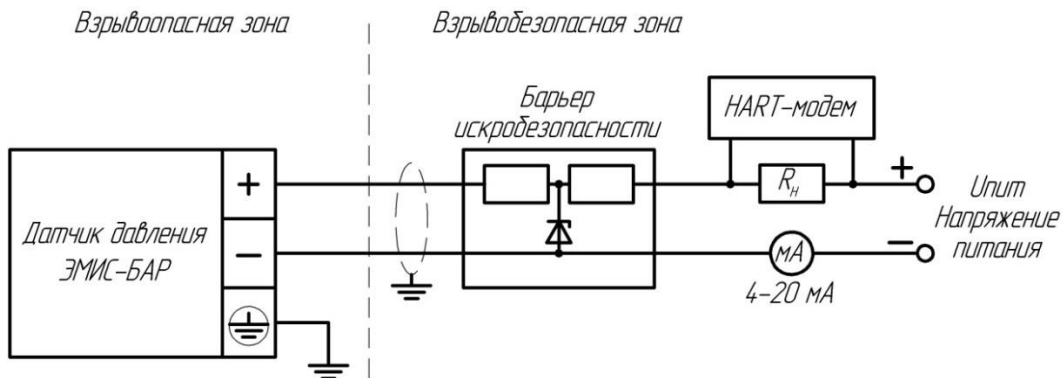 Взрывоопасная зона
Взрывобезопасная зона
Барьер
искробезопасности
HART-модем
Датчик давления
ЭМИС-БАР
+
−
Rн
+
−
Uпит
Напряжение
питания
мА
4-20 мА